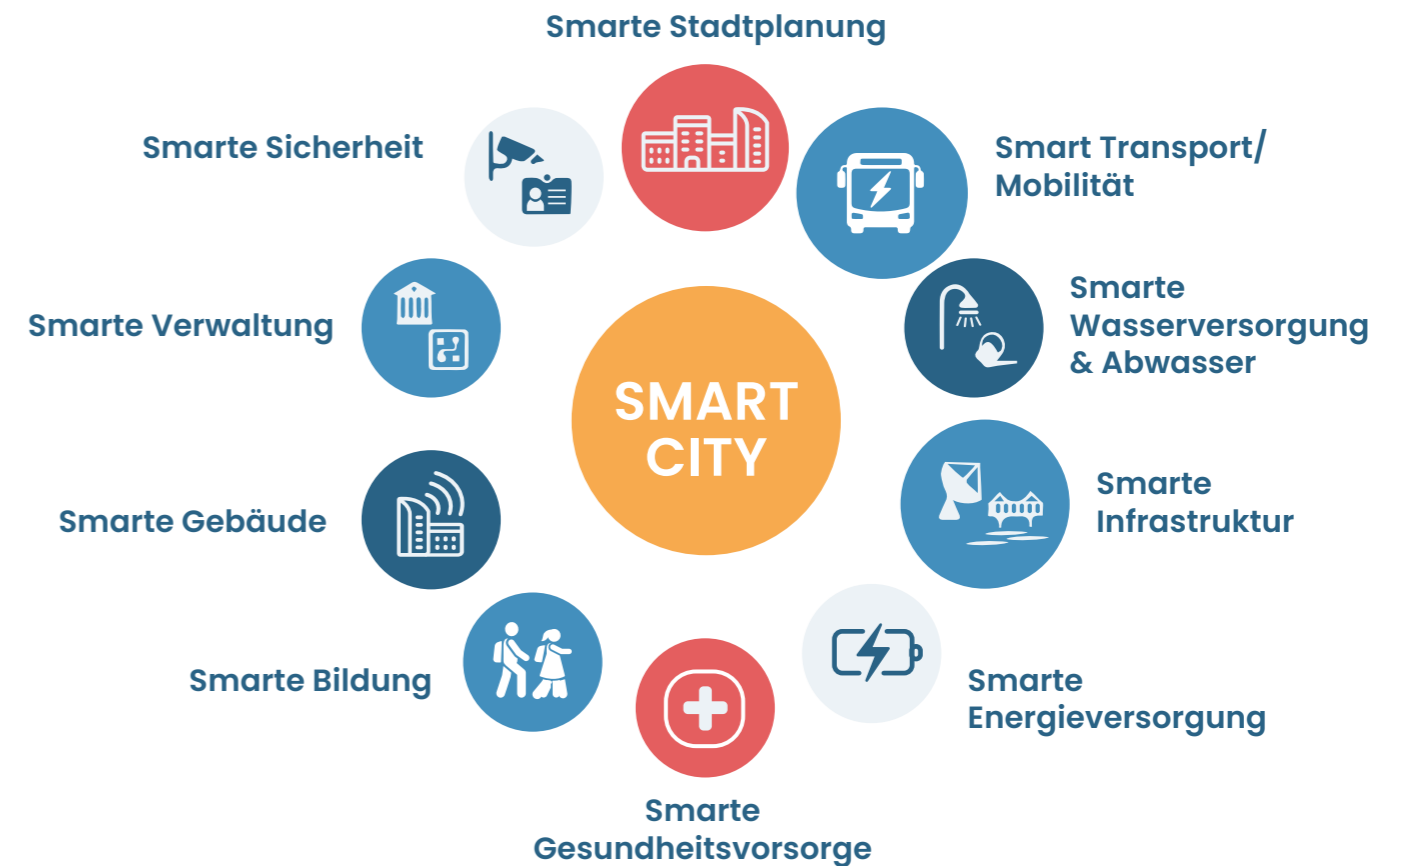 Smarte Stadtplanung
Smarte Sicherheit
Smart Transport/
Mobilität
Smarte
Wasserversorgung
& Abwasser
Smarte Verwaltung
SMART
CITY
Smarte
Infrastruktur
Smarte Gebäude
Smarte Bildung
Smarte
Energieversorgung
Smarte
Gesundheitsvorsorge